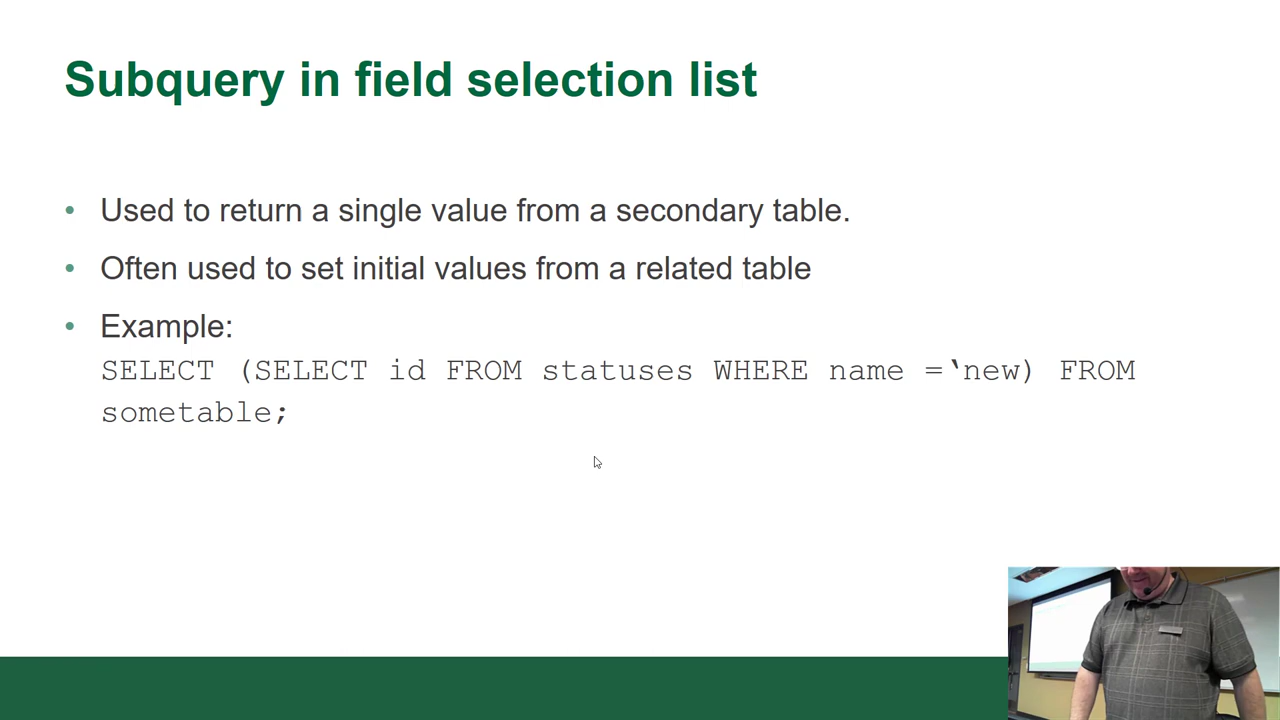 Subquery in field selection list
• Used to return a single value from a secondary table.
• Often used to set initial values from a related table
• Example:
SELECT (SELECT id FROM statuses WHERE name =‛new) FROM
sometable;